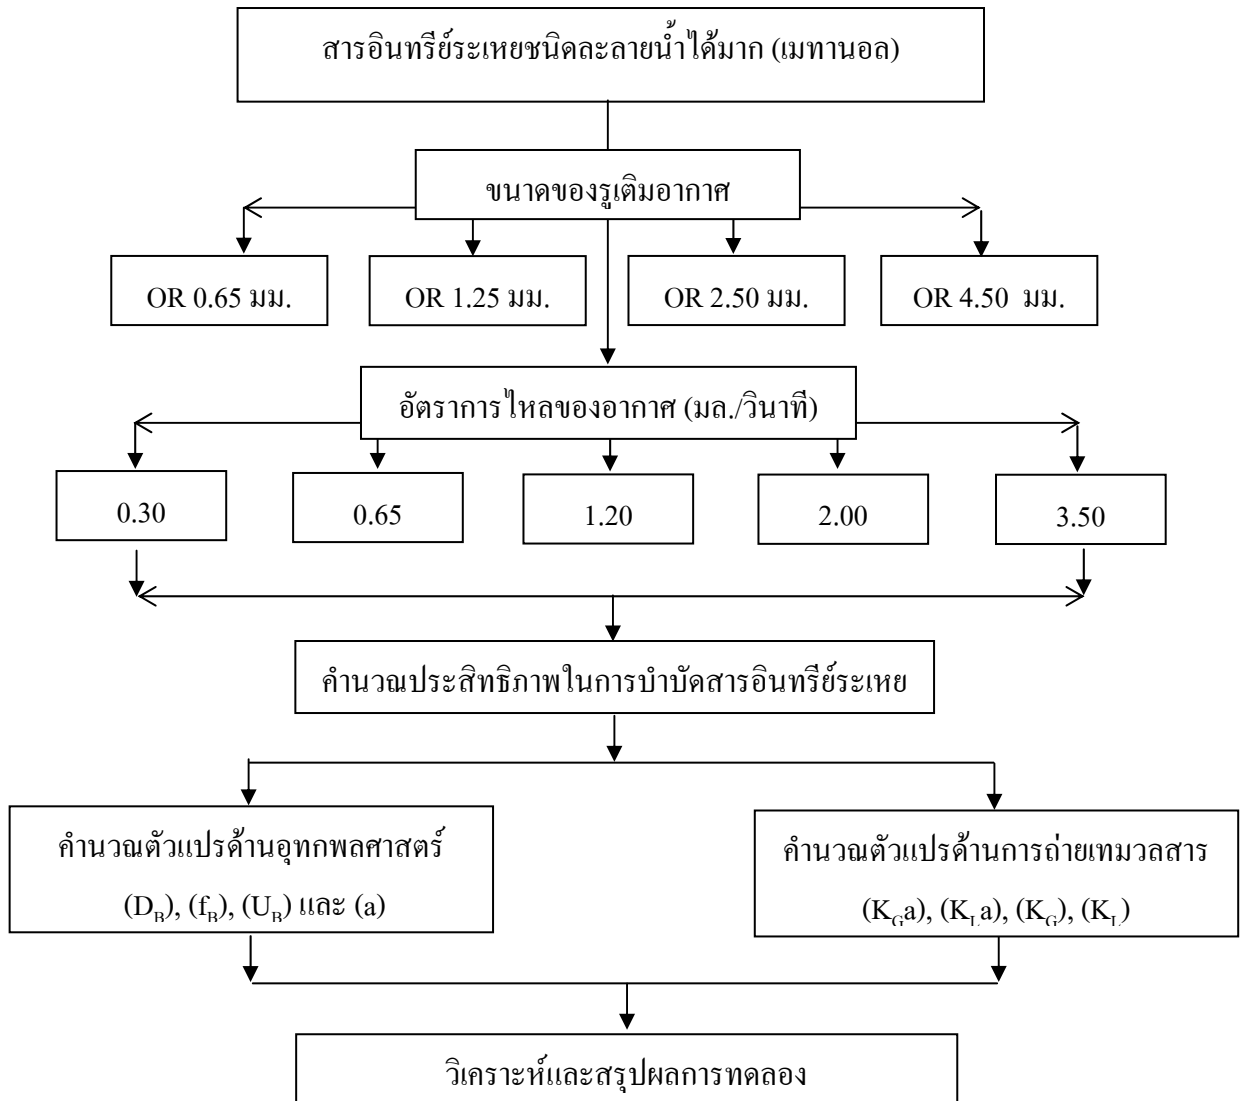 สารอินทรีย์ระเหยชนิดละลายน้ำได้มาก (เมทานอล)
ขนาดของรูเติมอากาศ
OR 0.65 มม.
OR 1.25 มม.
OR 2.50 มม.
OR 4.50 มม.
อัตราการไหลของอากาศ (มล./วินาที)
0.30
0.65
1.20
2.00
3.50
คำนวณประสิทธิภาพในการบำบัดสารอินทรีย์ระเหย
คำนวณตัวแปรด้านอุทกพลศาสตร์
(D_B), (f_B), (U_B) และ (a)
คำนวณตัวแปรด้านการถ่ายเทมวลสาร
(K_Ga), (K_La), (K_G), (K_L)
วิเคราะห์และสรุปผลการทดลอง